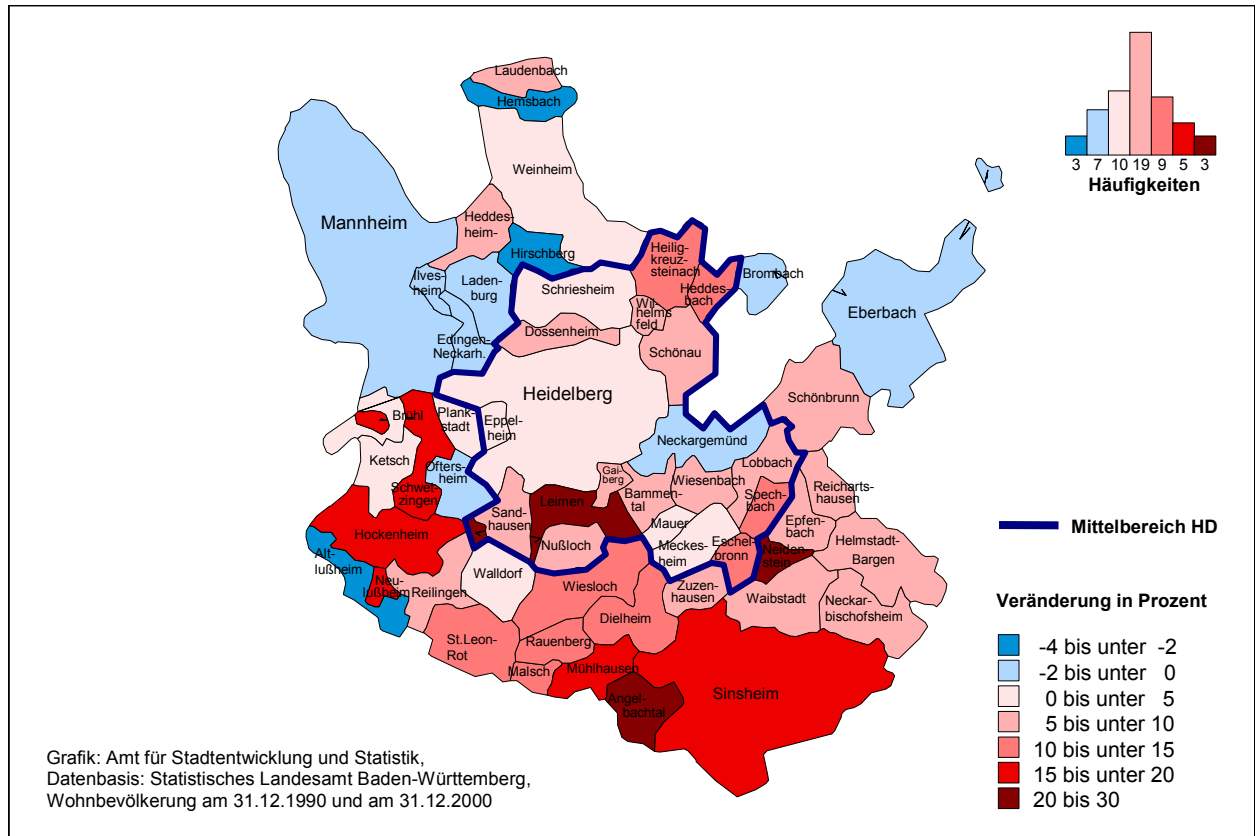 Laudenbach
Hemsbach
Weinheim
Mannheim
Heddes-
heim-
Hirschberg
Ilves-
heim
Laden-
burg
Edingen-
Neckarh.
Schriesheim
Dossenheim
Heilig-
kreuz-
steinach
Heddes-
bach
Wil-
helms
feld
Schönau
Brombach
Eberbach
Heidelberg
Schönbrunn
Brühl
Plank-
stadt
Eppel-
heim
Ketsch
Ofters-
heim
Schwet-
zingen
Neckargemünd
Lobbach
Gai-
berg
Wiesenbach
Bammen-
tal
Spech-
bach
Reicharts-
hausen
Leimen
Sand-
hausen
Mauer
Epfen-
bach
Hockenheim
Nußloch
Meckes-
heim
Eschel-
bronn
Neiden-
stein
Helmstadt-
Bargen
Alt-
lußheim
Neu-
lußheim
Reilingen
Walldorf
Wiesloch
Zuzen-
hausen
Waibstadt
Neckar-
bischofsheim
Dielheim
St.Leon-
Rot
Rauenberg
Malsch
Mühlhausen
Angel-
bachtal
Sinsheim
3 7 10 19 9 5 3
Häufigkeiten
Mittelbereich HD
Veränderung in Prozent
-4 bis unter -2
-2 bis unter 0
0 bis unter 5
5 bis unter 10
10 bis unter 15
15 bis unter 20
20 bis 30
Grafik: Amt für Stadtentwicklung und Statistik,
Datenbasis: Statistisches Landesamt Baden-Württemberg,
Wohnbevölkerung am 31.12.1990 und am 31.12.2000